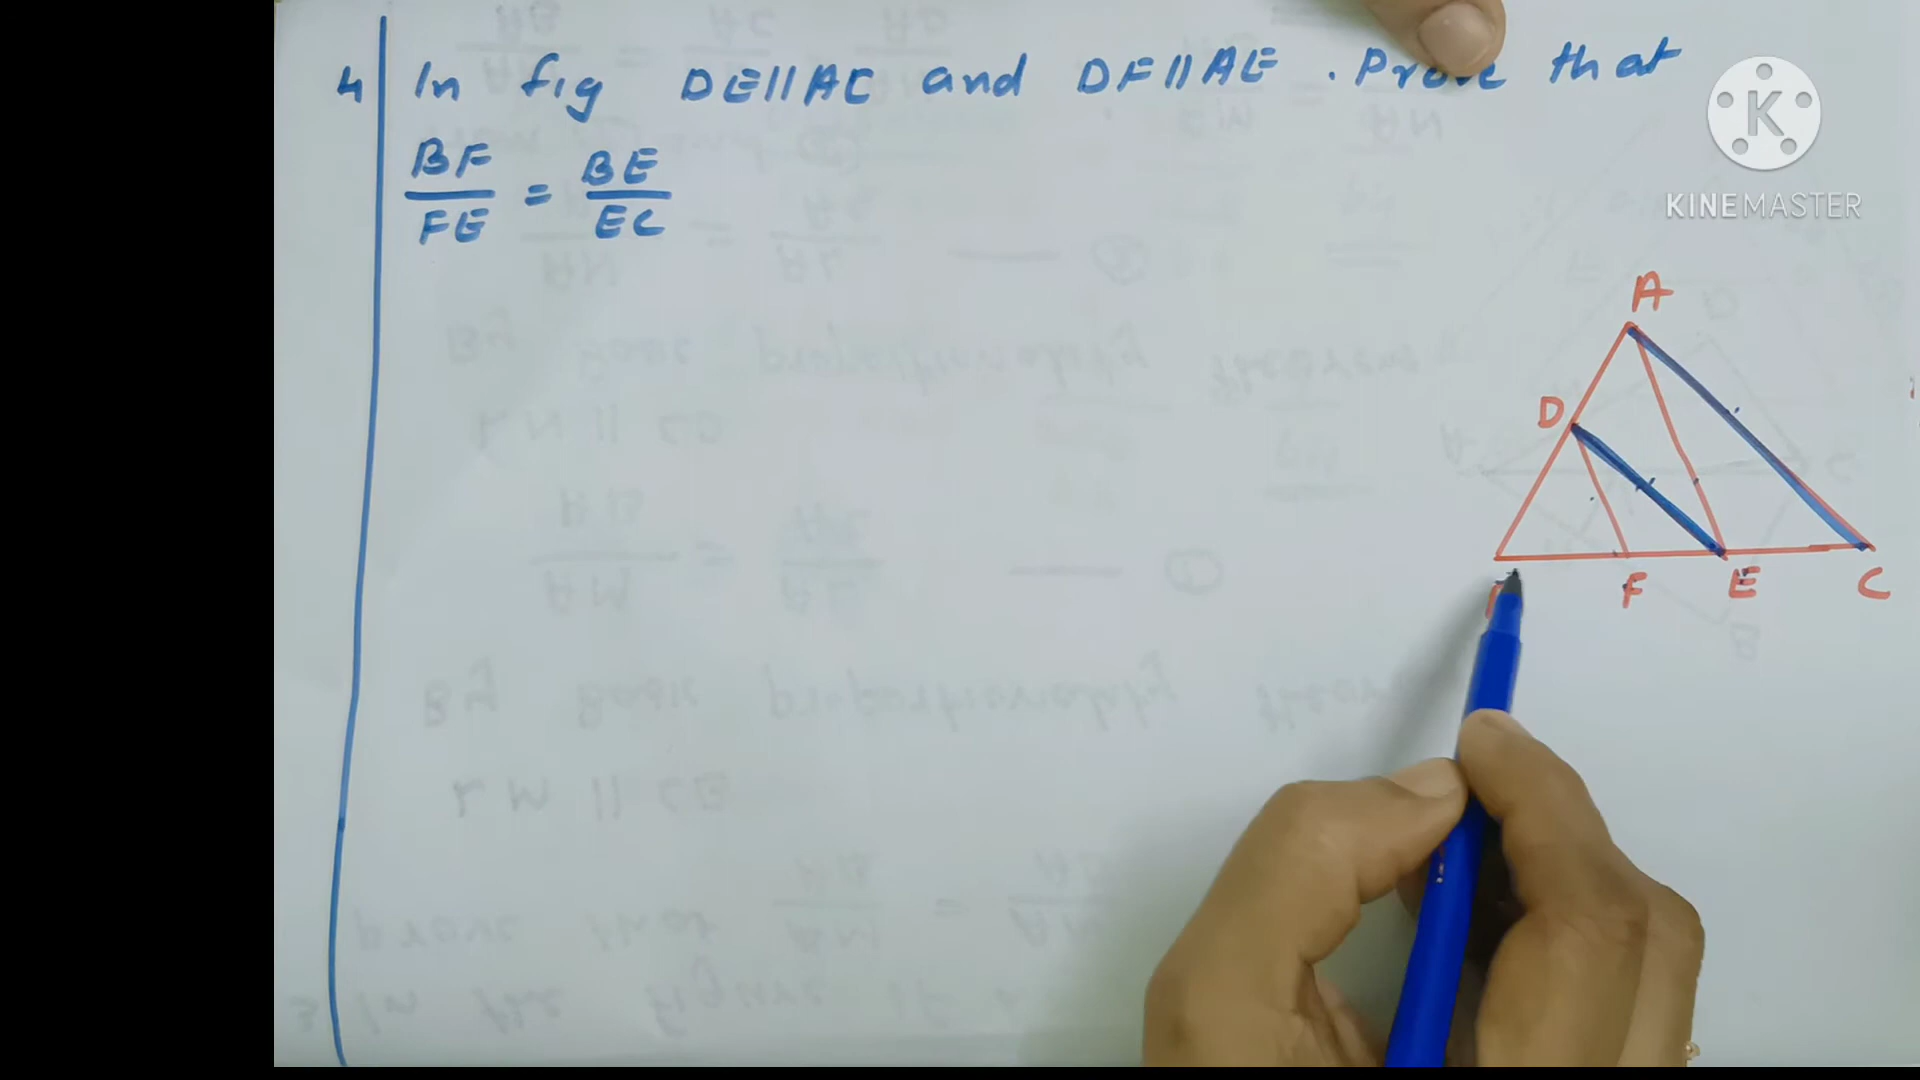 4 In fig DE||AC and DF||AE . Prove that
BF/FE = BE/EC
K
KINEMASTER
A
D
F E C